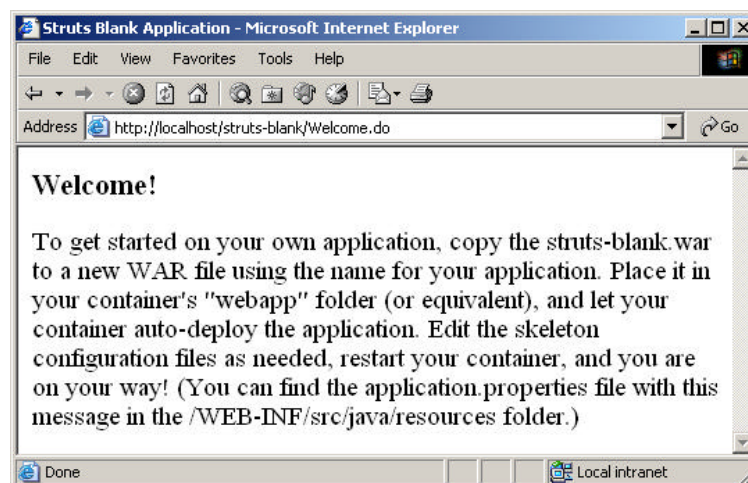 Struts Blank Application - Microsoft Internet Explorer
File Edit View Favorites Tools Help
Address http://localhost/struts-blank/Welcome.do Go
Welcome!
To get started on your own application, copy the struts-blank.war
to a new WAR file using the name for your application. Place it in
your container's "webapp" folder (or equivalent), and let your
container auto-deploy the application. Edit the skeleton
configuration files as needed, restart your container, and you are
on your way! (You can find the application.properties file with this
message in the /WEB-INF/src/java/resources folder.)
Done Local intranet